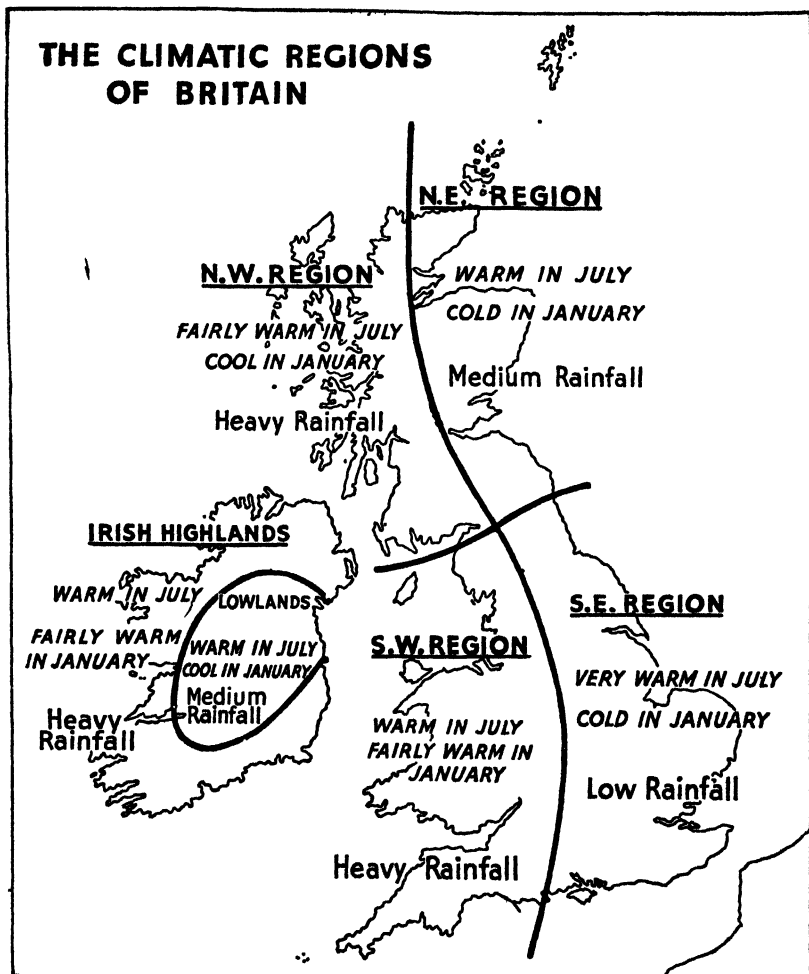 THE CLIMATIC REGIONS
OF BRITAIN
N.E. REGION
WARM IN JULY
COLD IN JANUARY
Medium Rainfall
N.W. REGION
FAIRLY WARM IN JULY
COOL IN JANUARY
Heavy Rainfall
IRISH HIGHLANDS
WARM IN JULY
FAIRLY WARM
IN JANUARY
Heavy
Rainfall
LOWLANDS
WARM IN JULY
COOL IN JANUARY
Medium
Rainfall
S.W. REGION
WARM IN JULY
FAIRLY WARM IN
JANUARY
Heavy Rainfall
S.E. REGION
VERY WARM IN JULY
COLD IN JANUARY
Low Rainfall